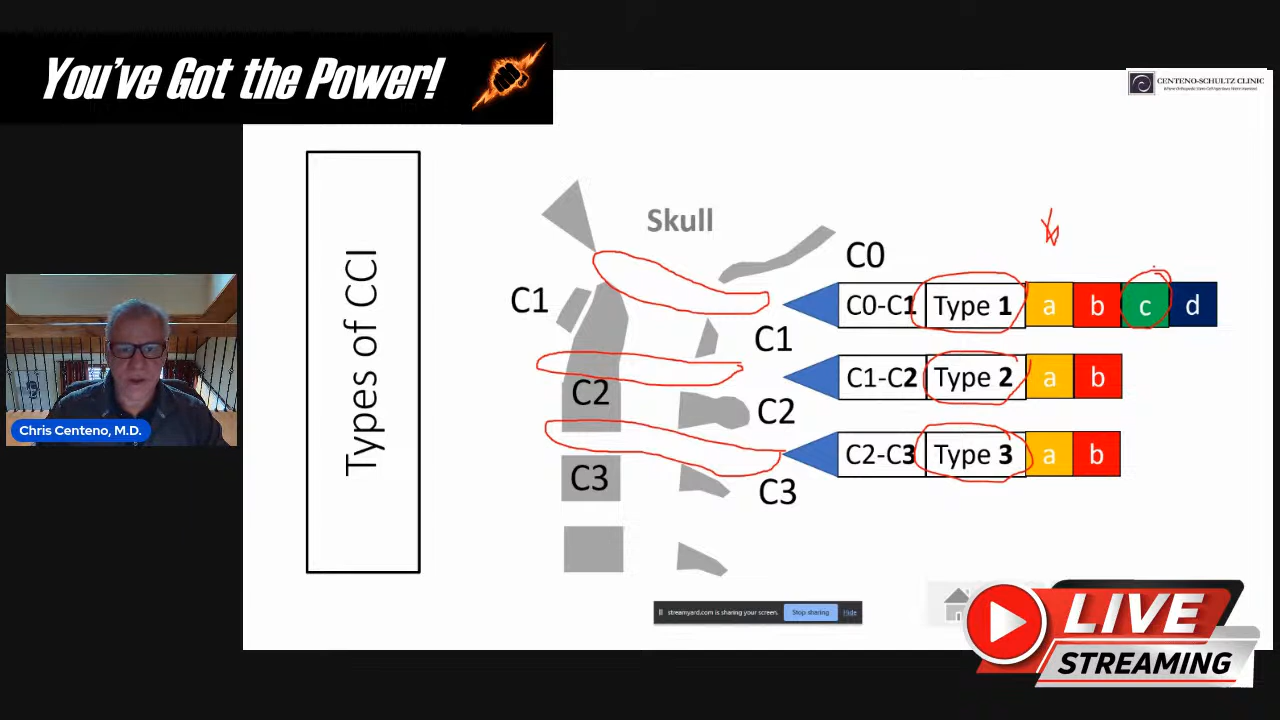 You've Got the Power!
CENTENO-SCHULTZ CLINIC
Types of CCI
Skull
C0
C1
C0-C1 Type 1 a b c d
C1
C1-C2 Type 2 a b
C2
C2
C2-C3 Type 3 a b
C3
C3
Chris Centeno, M.D.
streamyard.com is sharing your screen. Stop sharing Hide
LIVE
STREAMING